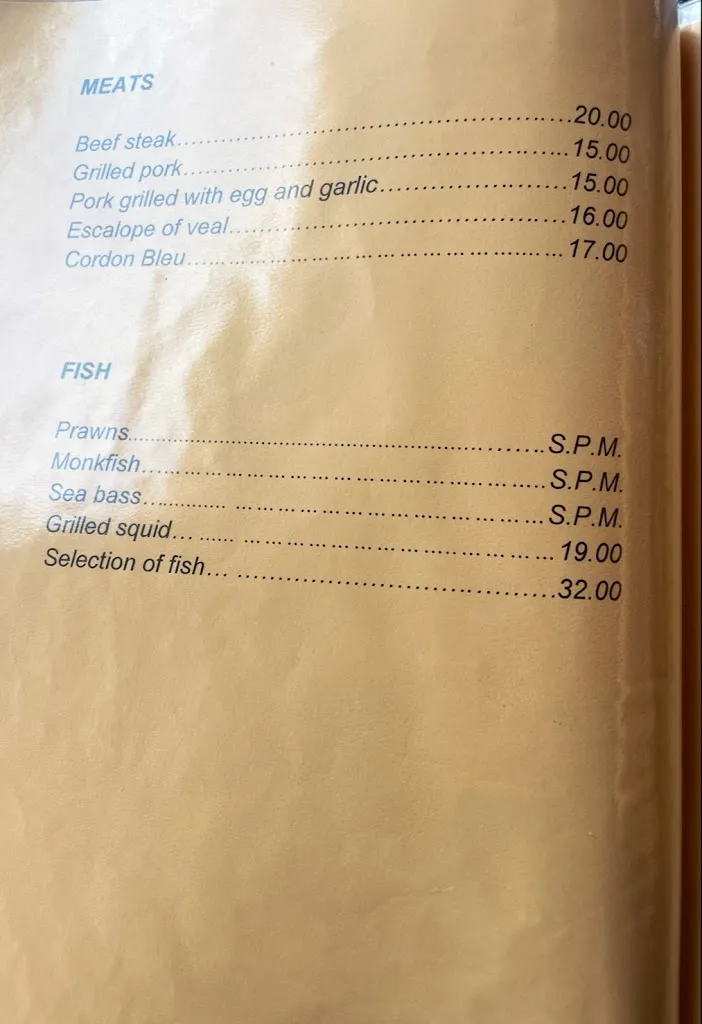 MEATS
Beef steak..........................................................20.00
Grilled pork.........................................................15.00
Pork grilled with egg and garlic............................15.00
Escalope of veal..................................................16.00
Cordon Bleu........................................................17.00
FISH
Prawns................................................................S.P.M.
Monkfish.............................................................S.P.M.
Sea bass.............................................................S.P.M.
Grilled squid... ...................................................19.00
Selection of fish... ..............................................32.00